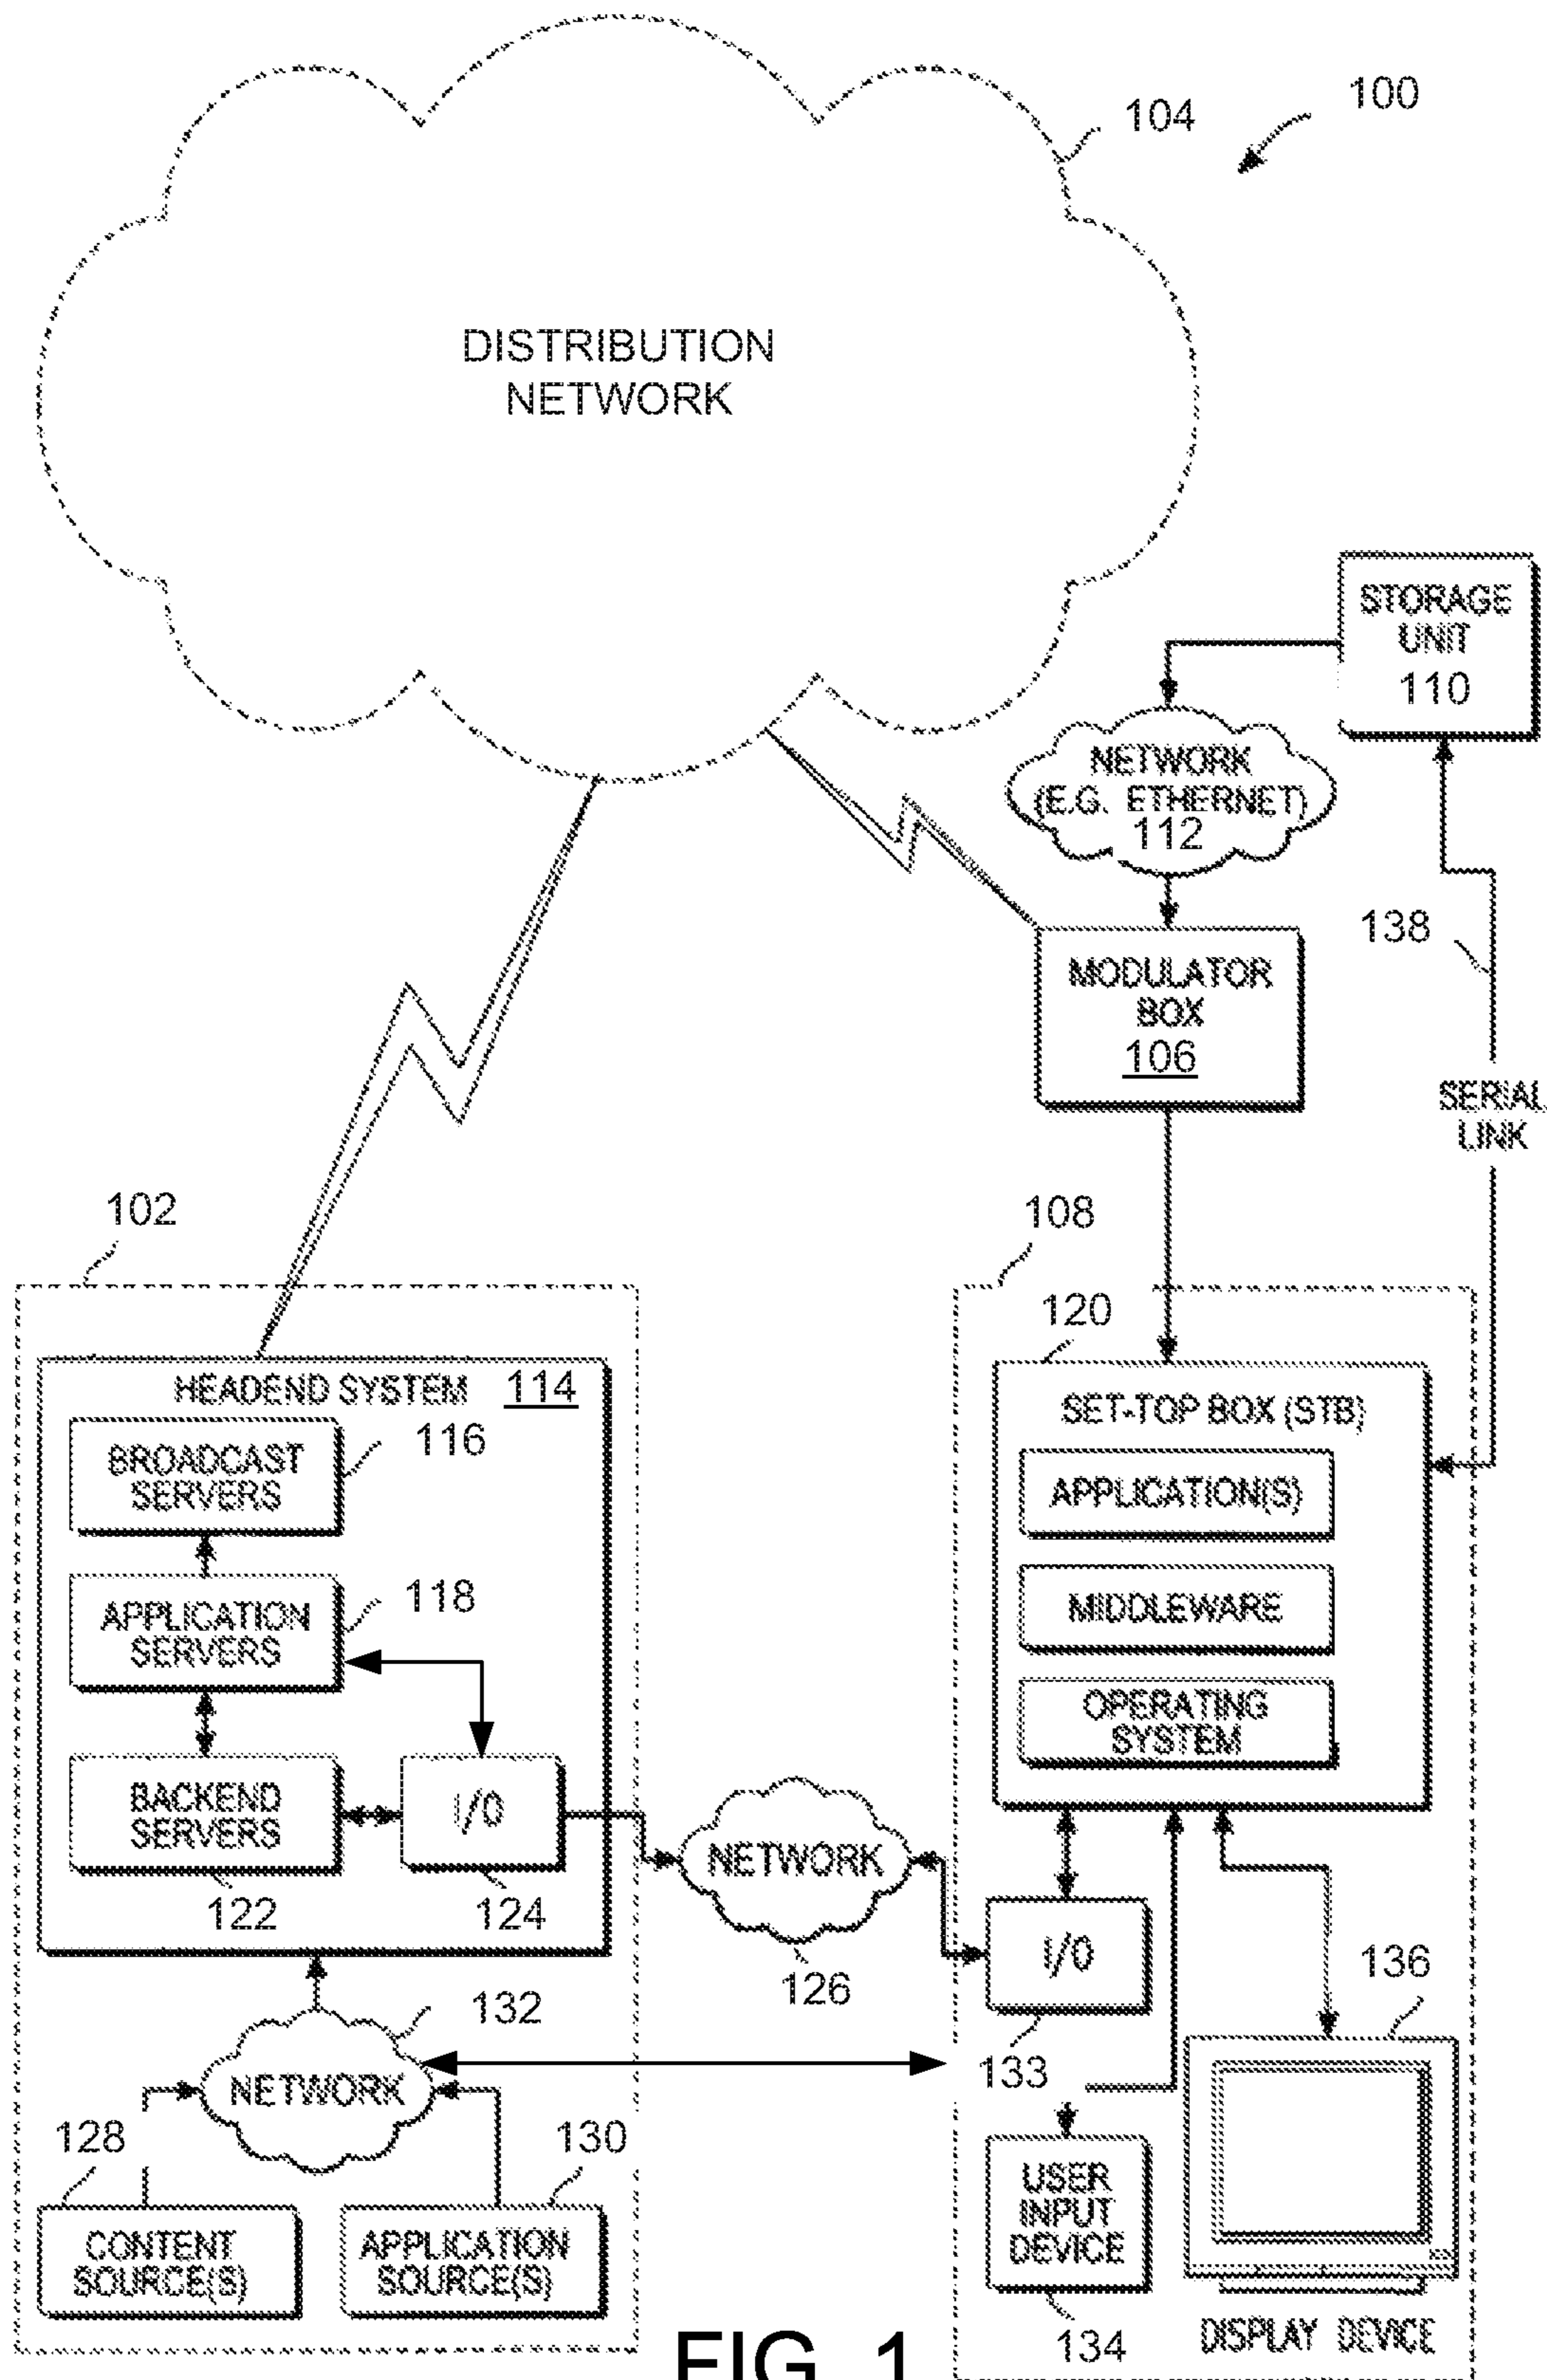 100
104
DISTRIBUTION
NETWORK
STORAGE
UNIT
110
NETWORK
(E.G. ETHERNET)
112
138
MODULATOR
BOX
106
SERIAL
LINK
102
108
120
HEADEND SYSTEM 114
BROADCAST
SERVERS
116
APPLICATION
SERVERS
118
BACKEND
SERVERS
122
I/O
124
NETWORK
126
SET-TOP BOX (STB)
APPLICATION(S)
MIDDLEWARE
OPERATING
SYSTEM
I/O
133
136
132
NETWORK
128
130
CONTENT
SOURCE(S)
APPLICATION
SOURCE(S)
USER
INPUT
DEVICE
134
DISPLAY DEVICE
FIG. 1